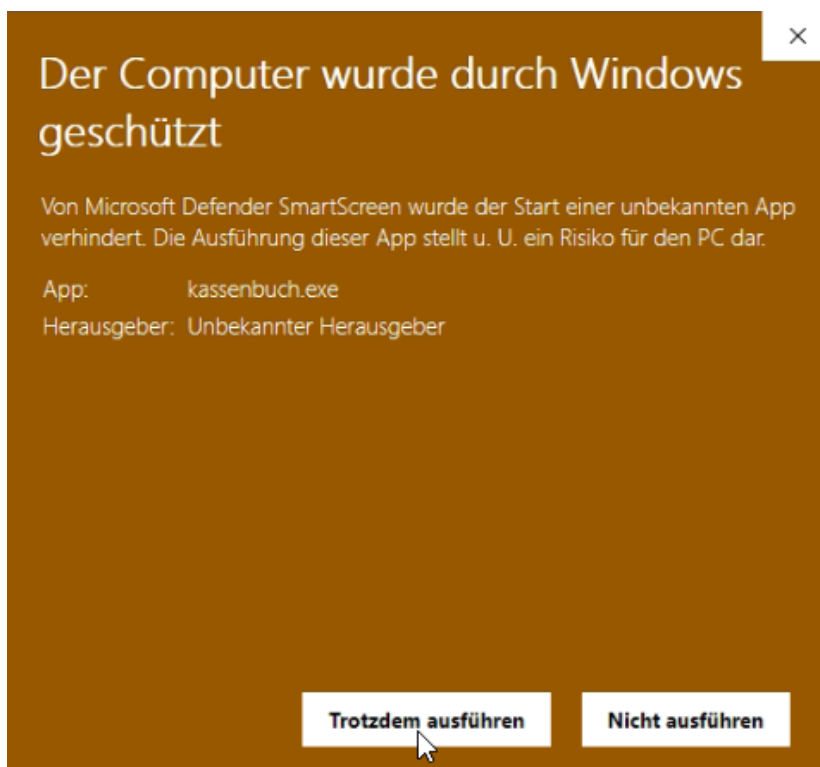 Der Computer wurde durch Windows
geschützt
Von Microsoft Defender SmartScreen wurde der Start einer unbekannten App
verhindert. Die Ausführung dieser App stellt u. U. ein Risiko für den PC dar.
App: kassenbuch.exe
Herausgeber: Unbekannter Herausgeber
Trotzdem ausführen Nicht ausführen